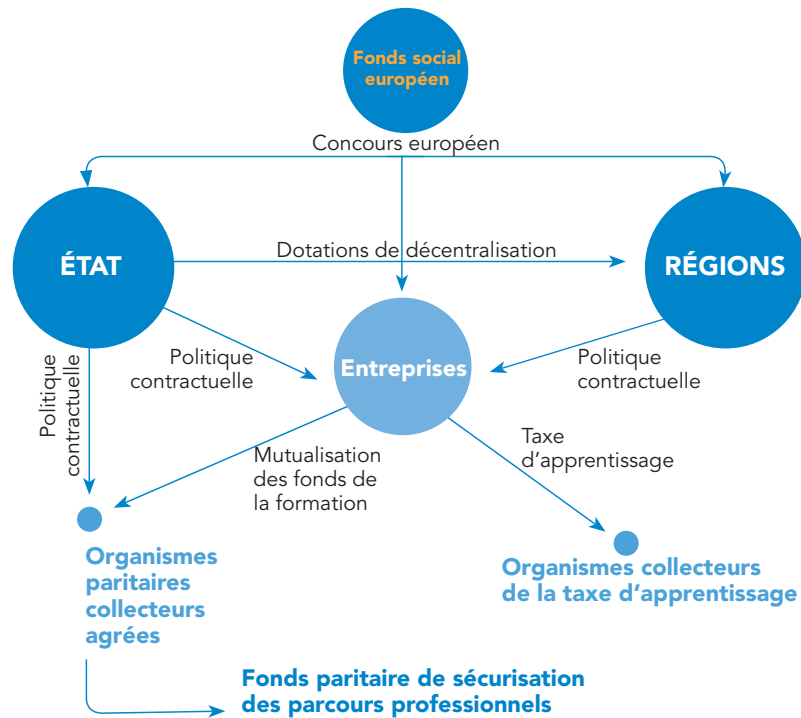 Fonds social
européen
Concours européen
ÉTAT
Dotations de décentralisation
RÉGIONS
Politique
contractuelle
Politique
contractuelle
Entreprises
Politique
contractuelle
Mutualisation
des fonds de
la formation
Taxe
d’apprentissage
Organismes
paritaires
collecteurs
agrées
Organismes collecteurs
de la taxe d’apprentissage
Fonds paritaire de sécurisation
des parcours professionnels